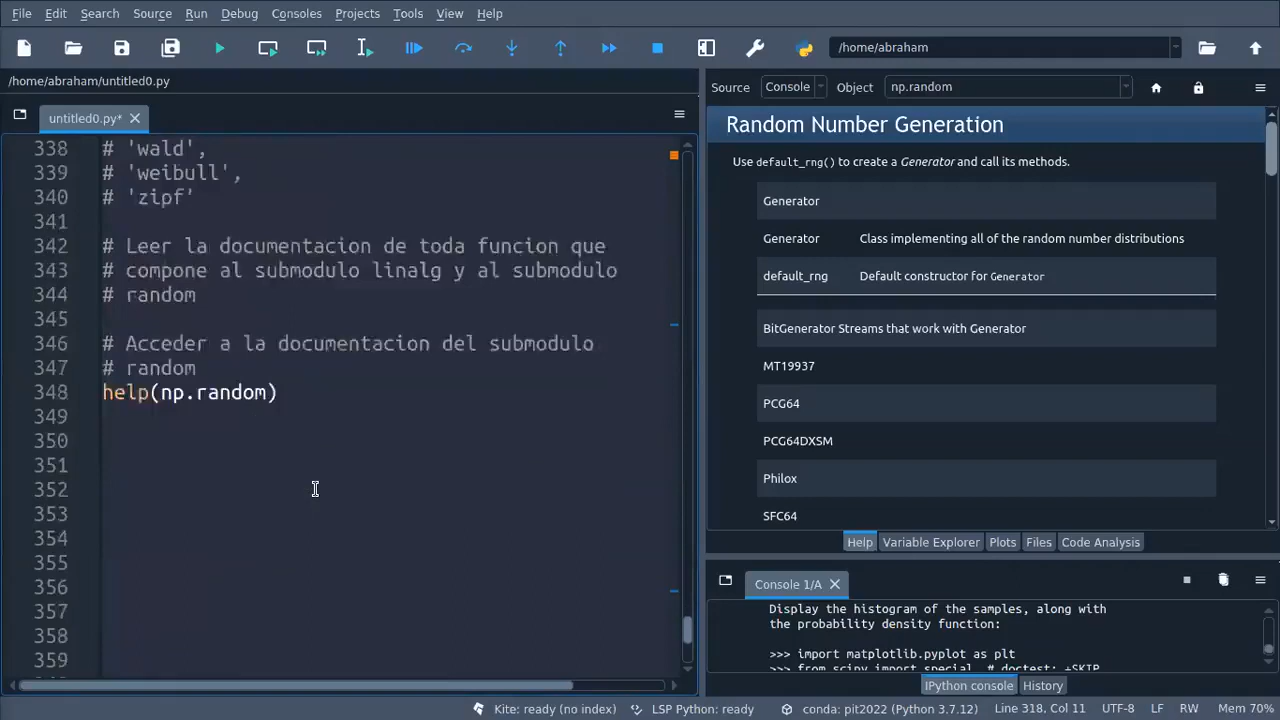 File Edit Search Source Run Debug Consoles Projects Tools View Help
/home/abraham
/home/abraham/untitled0.py
untitled0.py*
338 # 'wald',
339 # 'weibull',
340 # 'zipf'
341
342 # Leer la documentacion de toda funcion que
343 # compone al submodulo linalg y al submodulo
344 # random
345
346 # Acceder a la documentacion del submodulo
347 # random
348 help(np.random)
349
350
351
352
353
354
355
356
357
358
359
Source Console Object np.random
Random Number Generation
Use default_rng() to create a Generator and call its methods.
Generator
Generator Class implementing all of the random number distributions
default_rng Default constructor for Generator
BitGenerator Streams that work with Generator
MT19937
PCG64
PCG64DXSM
Philox
SFC64
Help Variable Explorer Plots Files Code Analysis
Console 1/A
Display the histogram of the samples, along with
the probability density function:
>>> import matplotlib.pyplot as plt
>>> from scipy import special # doctest: +SKIP
IPython console History
Kite: ready (no index) LSP Python: ready conda: pit2022 (Python 3.7.12) Line 318, Col 11 UTF-8 LF RW Mem 70%